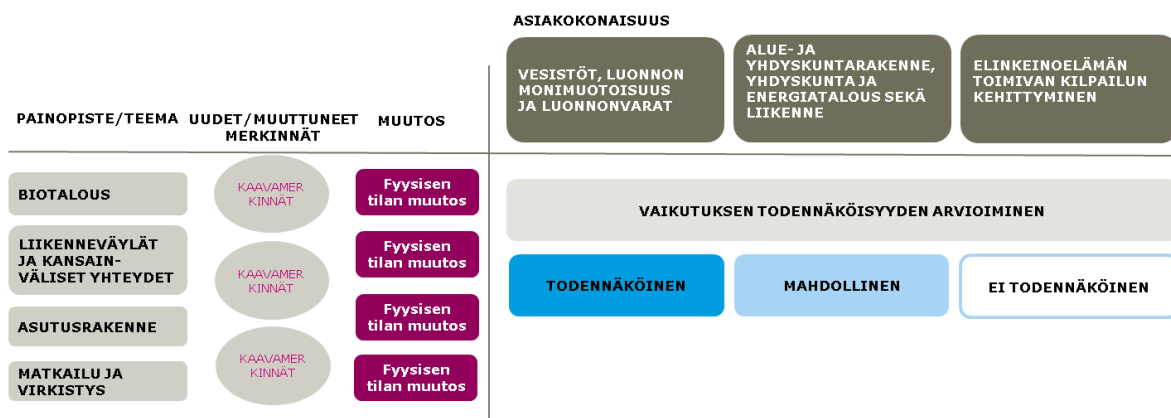 ASIAKOKONAISUUS
VESISTÖT, LUONNON
MONIMUOTOISUUS
JA LUONNONVARAT
ALUE- JA
YHDYSKUNTARAKENNE,
YHDYSKUNTA JA
ENERGIATALOUS SEKÄ
LIIKENNE
ELINKEINOELÄMÄN
TOIMIVAN KILPAILUN
KEHITTYMINEN
PAINOPISTE/TEEMA
UUDET/MUUTTUNEET
MERKINNÄT
MUUTOS
BIOTALOUS
KAAVAMER
KINNÄT
Fyysisen
tilan muutos
VAIKUTUKSEN TODENNÄKÖISYYDEN ARVIOIMINEN
LIIKENNEVÄYLÄT
JA KANSAIN-
VÄLISET YHTEYDET
KAAVAMER
KINNÄT
Fyysisen
tilan muutos
TODENNÄKÖINEN
MAHDOLLINEN
EI TODENNÄKÖINEN
ASUTUSRAKENNE
Fyysisen
tilan muutos
MATKAILU JA
VIRKISTYS
KAAVAMER
KINNÄT
Fyysisen
tilan muutos